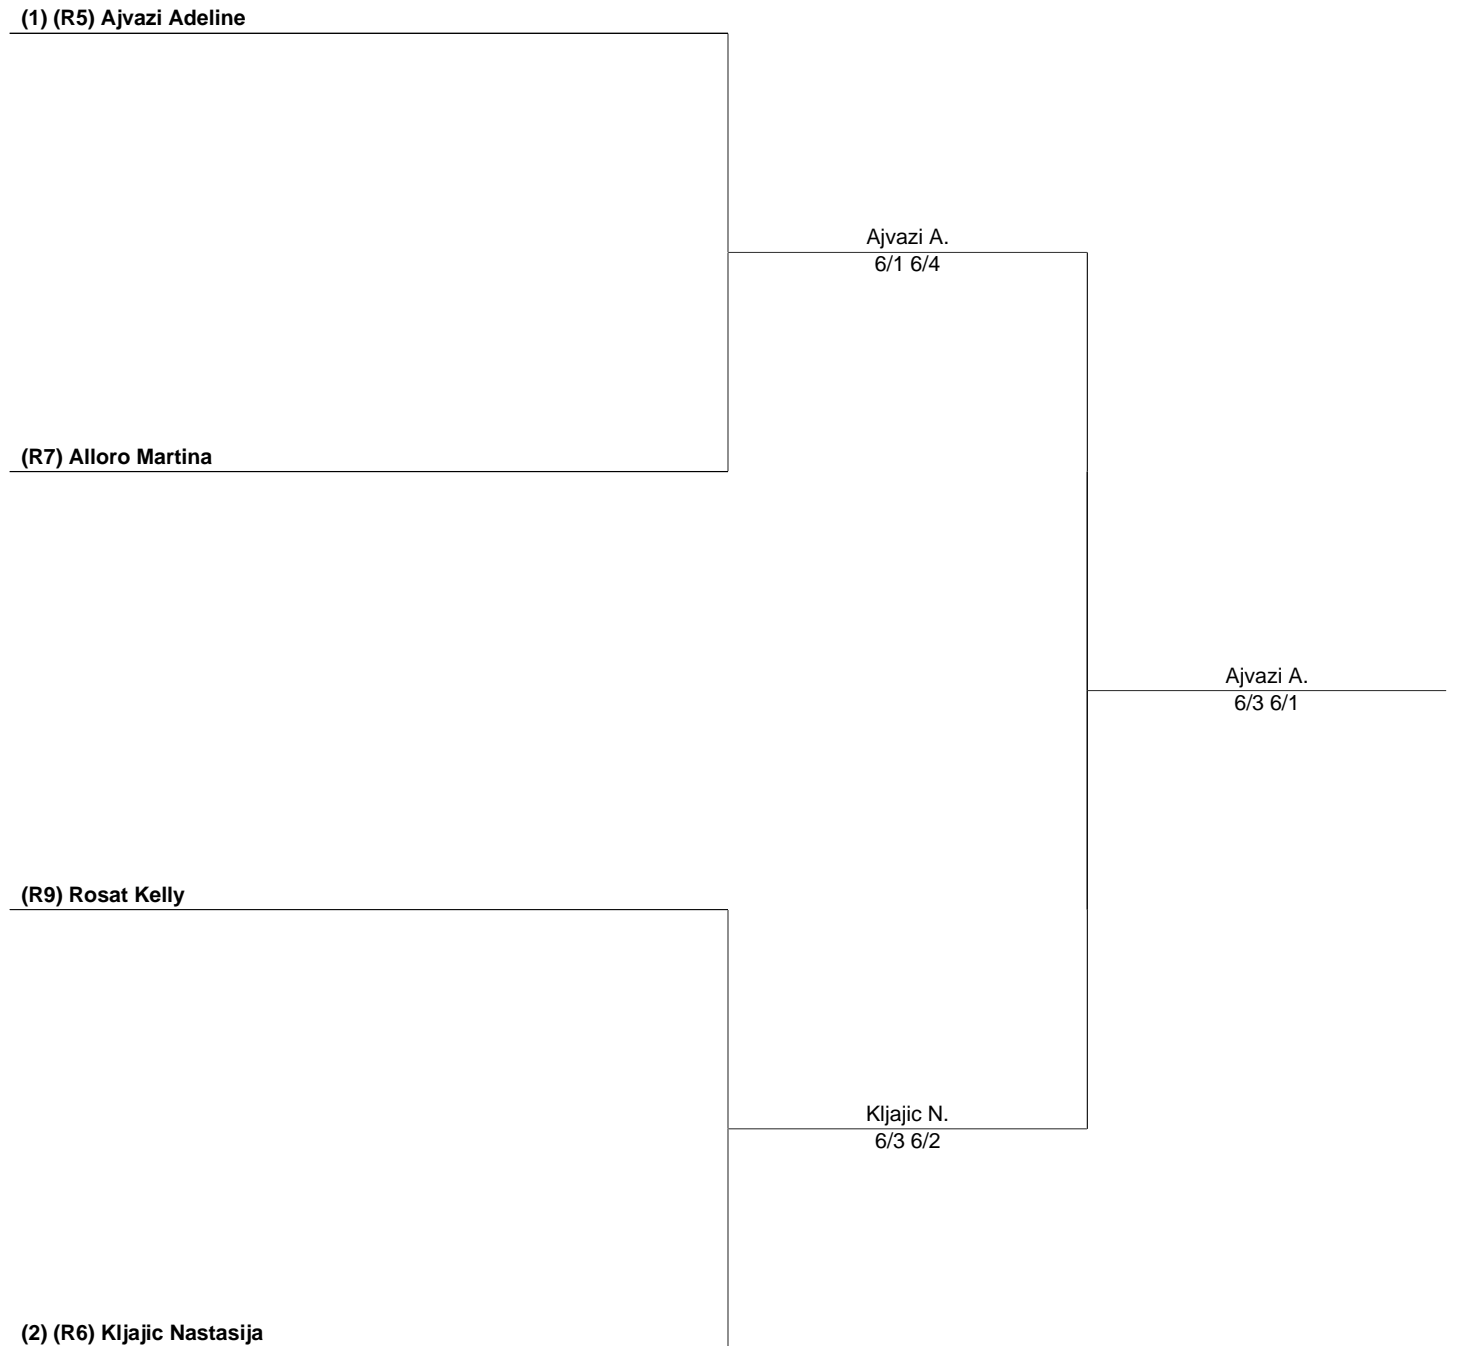 (1) (R5) Ajvazi Adeline
Ajvazi A.
6/1 6/4
(R7) Alloro Martina
Ajvazi A.
6/3 6/1
(R9) Rosat Kelly
Kljajic N.
6/3 6/2
(2) (R6) Kljajic Nastasija